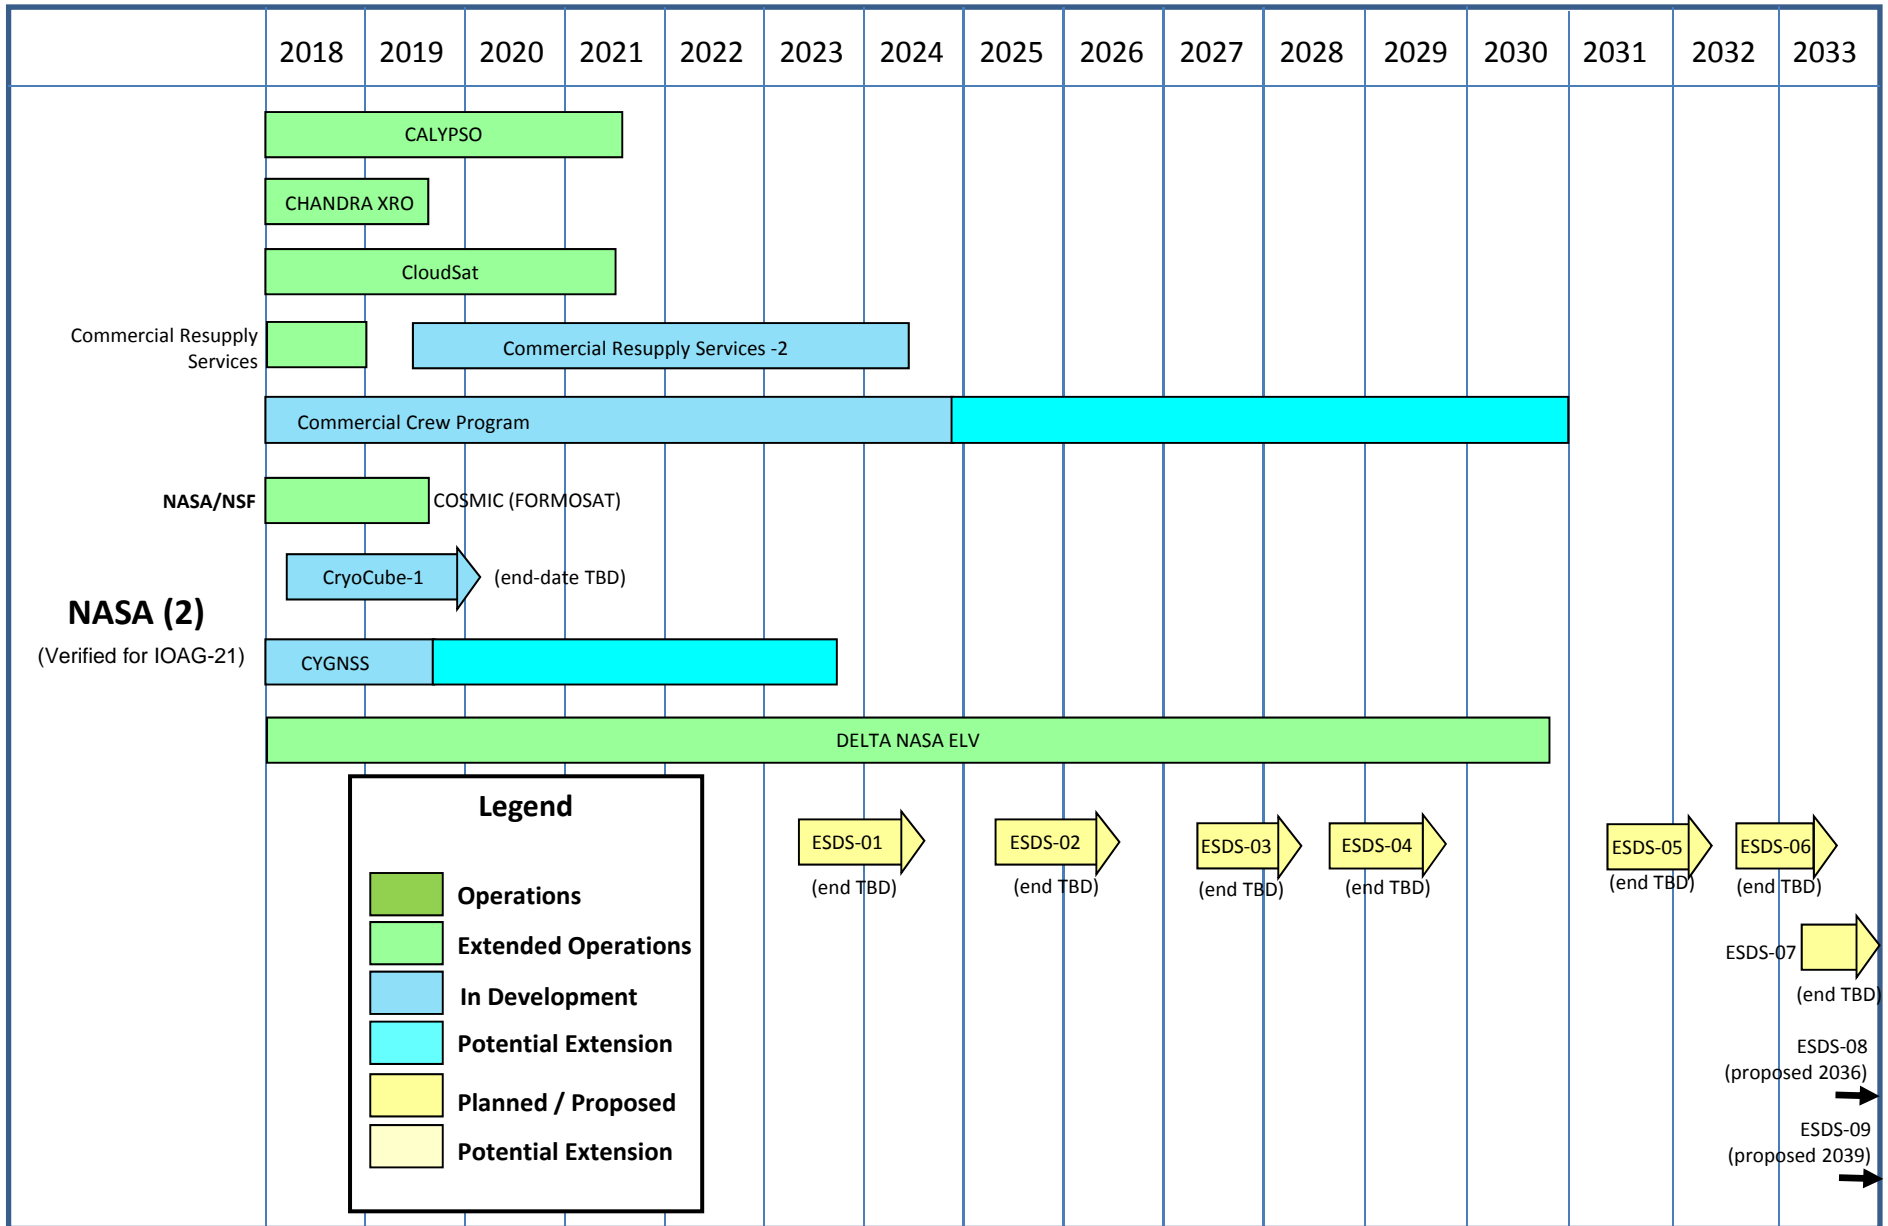 2018 2019 2020 2021 2022 2023 2024 2025 2026 2027 2028 2029 2030 2031 2032 2033
CALYPSO
CHANDRA XRO
CloudSat
Commercial Resupply
Services
Commercial Resupply Services -2
Commercial Crew Program
NASA/NSF
COSMIC (FORMOSAT)
CryoCube-1
(end-date TBD)
NASA (2)
(Verified for IOAG-21)
CYGNSS
DELTA NASA ELV
Legend
Operations
Extended Operations
In Development
Potential Extension
Planned / Proposed
Potential Extension
ESDS-01
(end TBD)
ESDS-02
(end TBD)
ESDS-03
(end TBD)
ESDS-04
(end TBD)
ESDS-05
(end TBD)
ESDS-06
(end TBD)
ESDS-07
(end TBD)
ESDS-08
(proposed 2036)
ESDS-09
(proposed 2039)